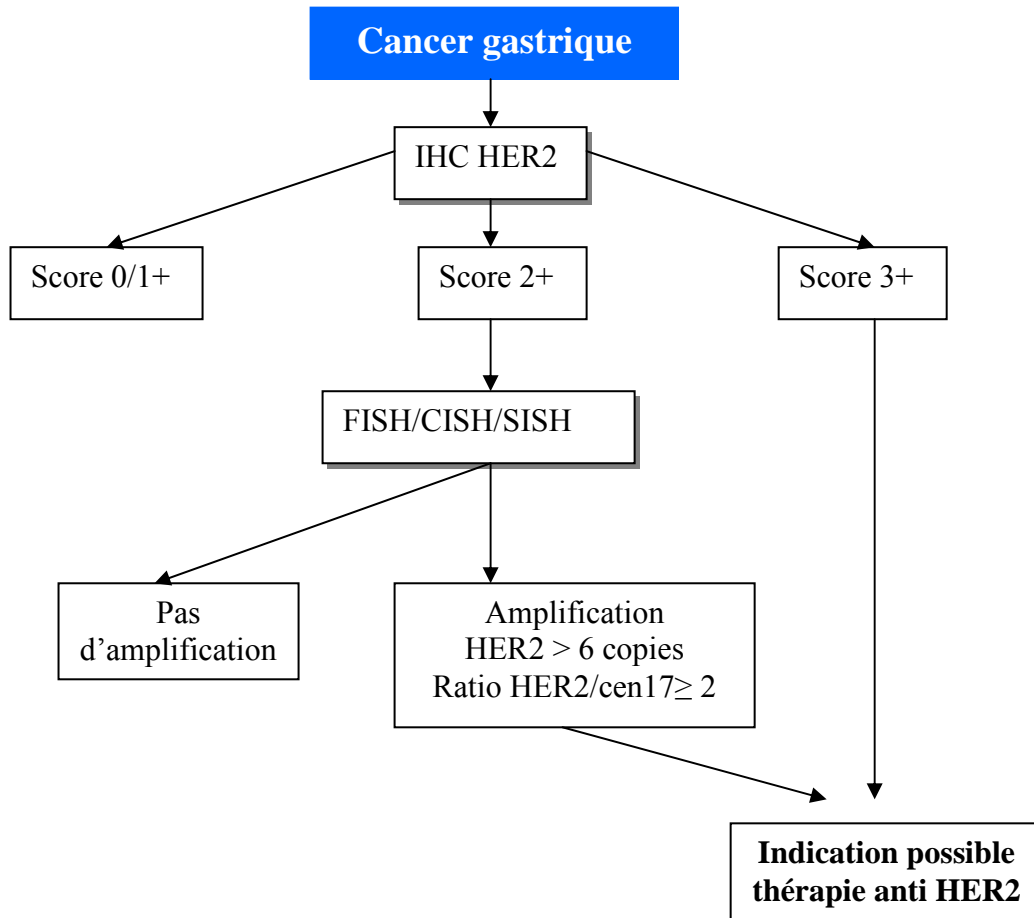 Cancer gastrique
IHC HER2
Score 0/1+
Score 2+
Score 3+
FISH/CISH/SISH
Pas
d’amplification
Amplification
HER2 > 6 copies
Ratio HER2/cen17≥ 2
Indication possible
thérapie anti HER2